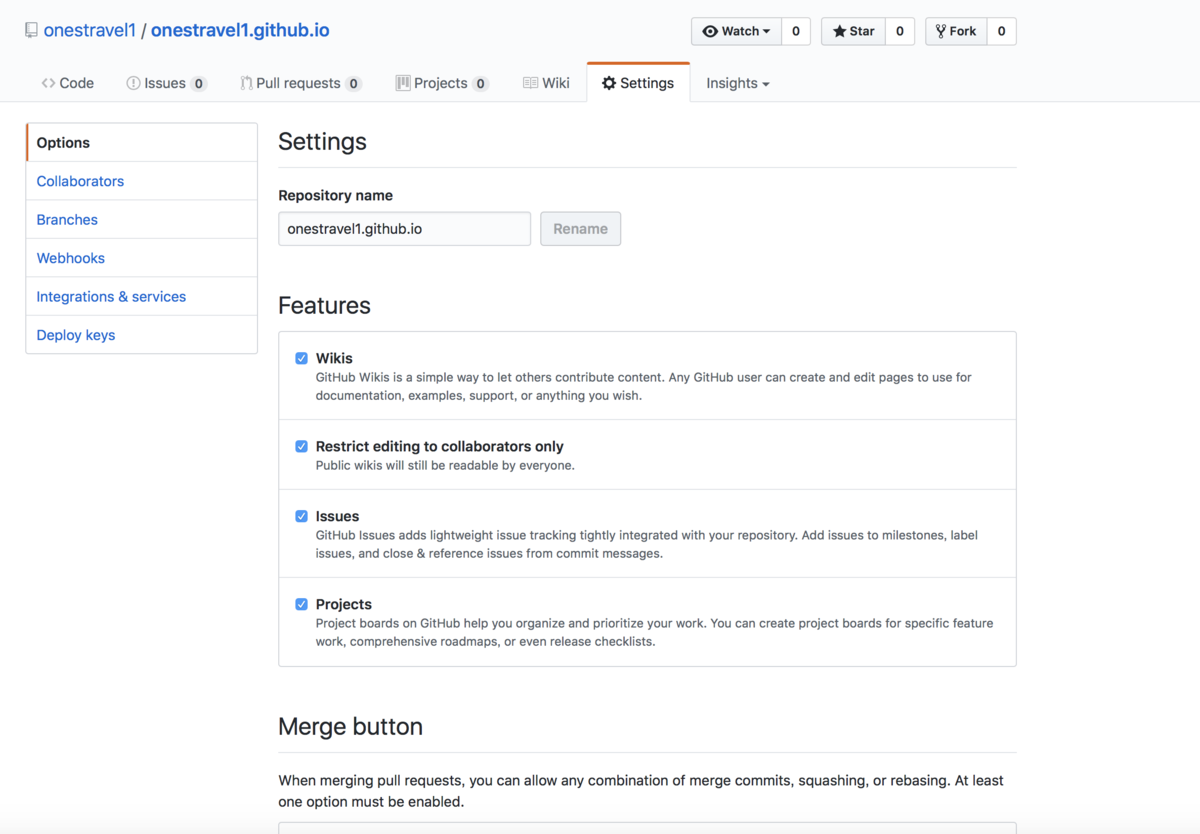 onestravel1 / onestravel1.github.io
Watch 0 Star 0 Fork 0
Code Issues 0 Pull requests 0 Projects 0 Wiki Settings Insights
Options
Collaborators
Branches
Webhooks
Integrations & services
Deploy keys
Settings
Repository name
onestravel1.github.io Rename
Features
Wikis
GitHub Wikis is a simple way to let others contribute content. Any GitHub user can create and edit pages to use for
documentation, examples, support, or anything you wish.
Restrict editing to collaborators only
Public wikis will still be readable by everyone.
Issues
GitHub Issues adds lightweight issue tracking tightly integrated with your repository. Add issues to milestones, label
issues, and close & reference issues from commit messages.
Projects
Project boards on GitHub help you organize and prioritize your work. You can create project boards for specific feature
work, comprehensive roadmaps, or even release checklists.
Merge button
When merging pull requests, you can allow any combination of merge commits, squashing, or rebasing. At least
one option must be enabled.